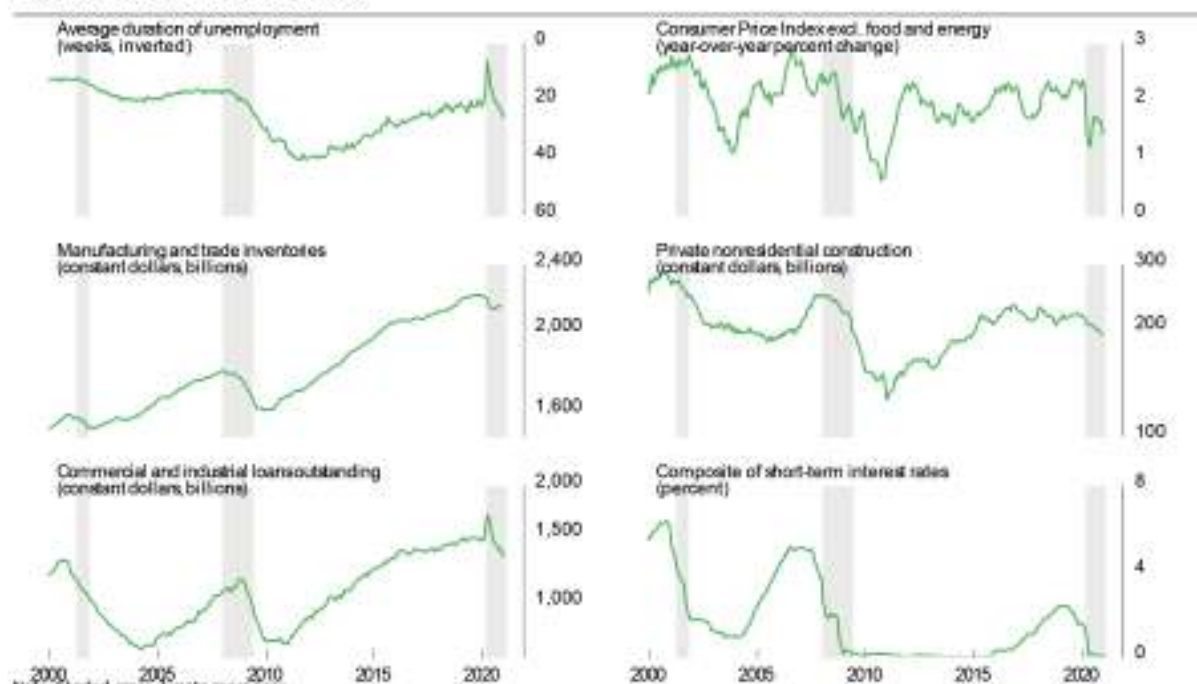 Average duration of unemployment
(weeks, inverted)
0
20
40
60
Consumer Price Index excl. food and energy
(year-over-year percent change)
3
2
1
0
Manufacturing and trade inventories
(constant dollars, billions)
2,400
2,000
1,600
Private nonresidential construction
(constant dollars, billions)
300
200
100
Commercial and industrial loans outstanding
(constant dollars, billions)
2,000
1,500
1,000
2000 2005 2010 2015 2020
Composite of short-term interest rates
(percent)
8
4
0
2000 2005 2010 2015 2020